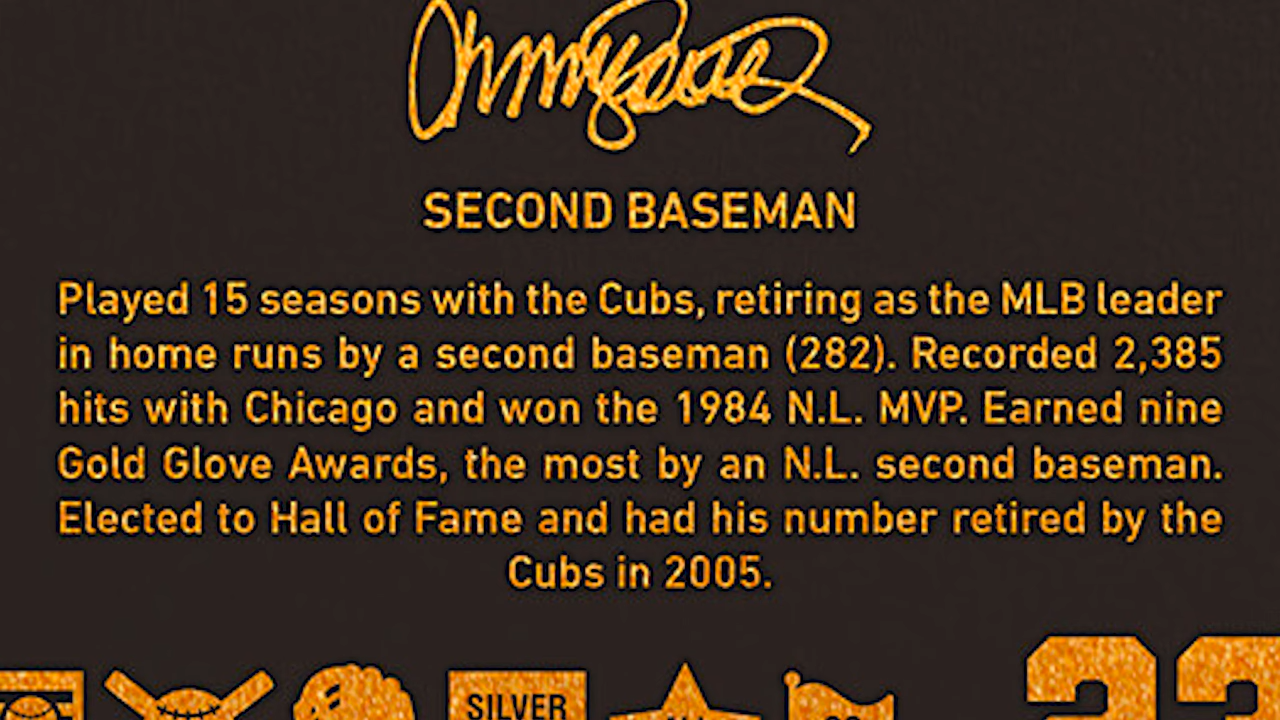 SECOND BASEMAN
Played 15 seasons with the Cubs, retiring as the MLB leader
in home runs by a second baseman (282). Recorded 2,385
hits with Chicago and won the 1984 N.L. MVP. Earned nine
Gold Glove Awards, the most by an N.L. second baseman.
Elected to Hall of Fame and had his number retired by the
Cubs in 2005.
SILVER